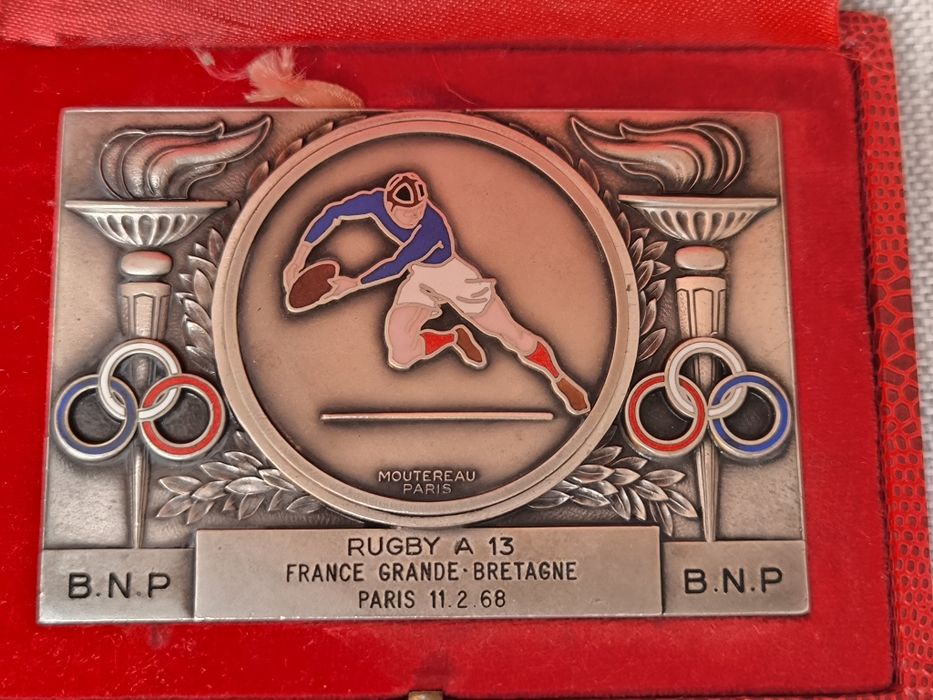 MOUTEREAU
PARIS
RUGBY A 13
FRANCE GRANDE-BRETAGNE
PARIS 11.2.68
B.N.P
B.N.P